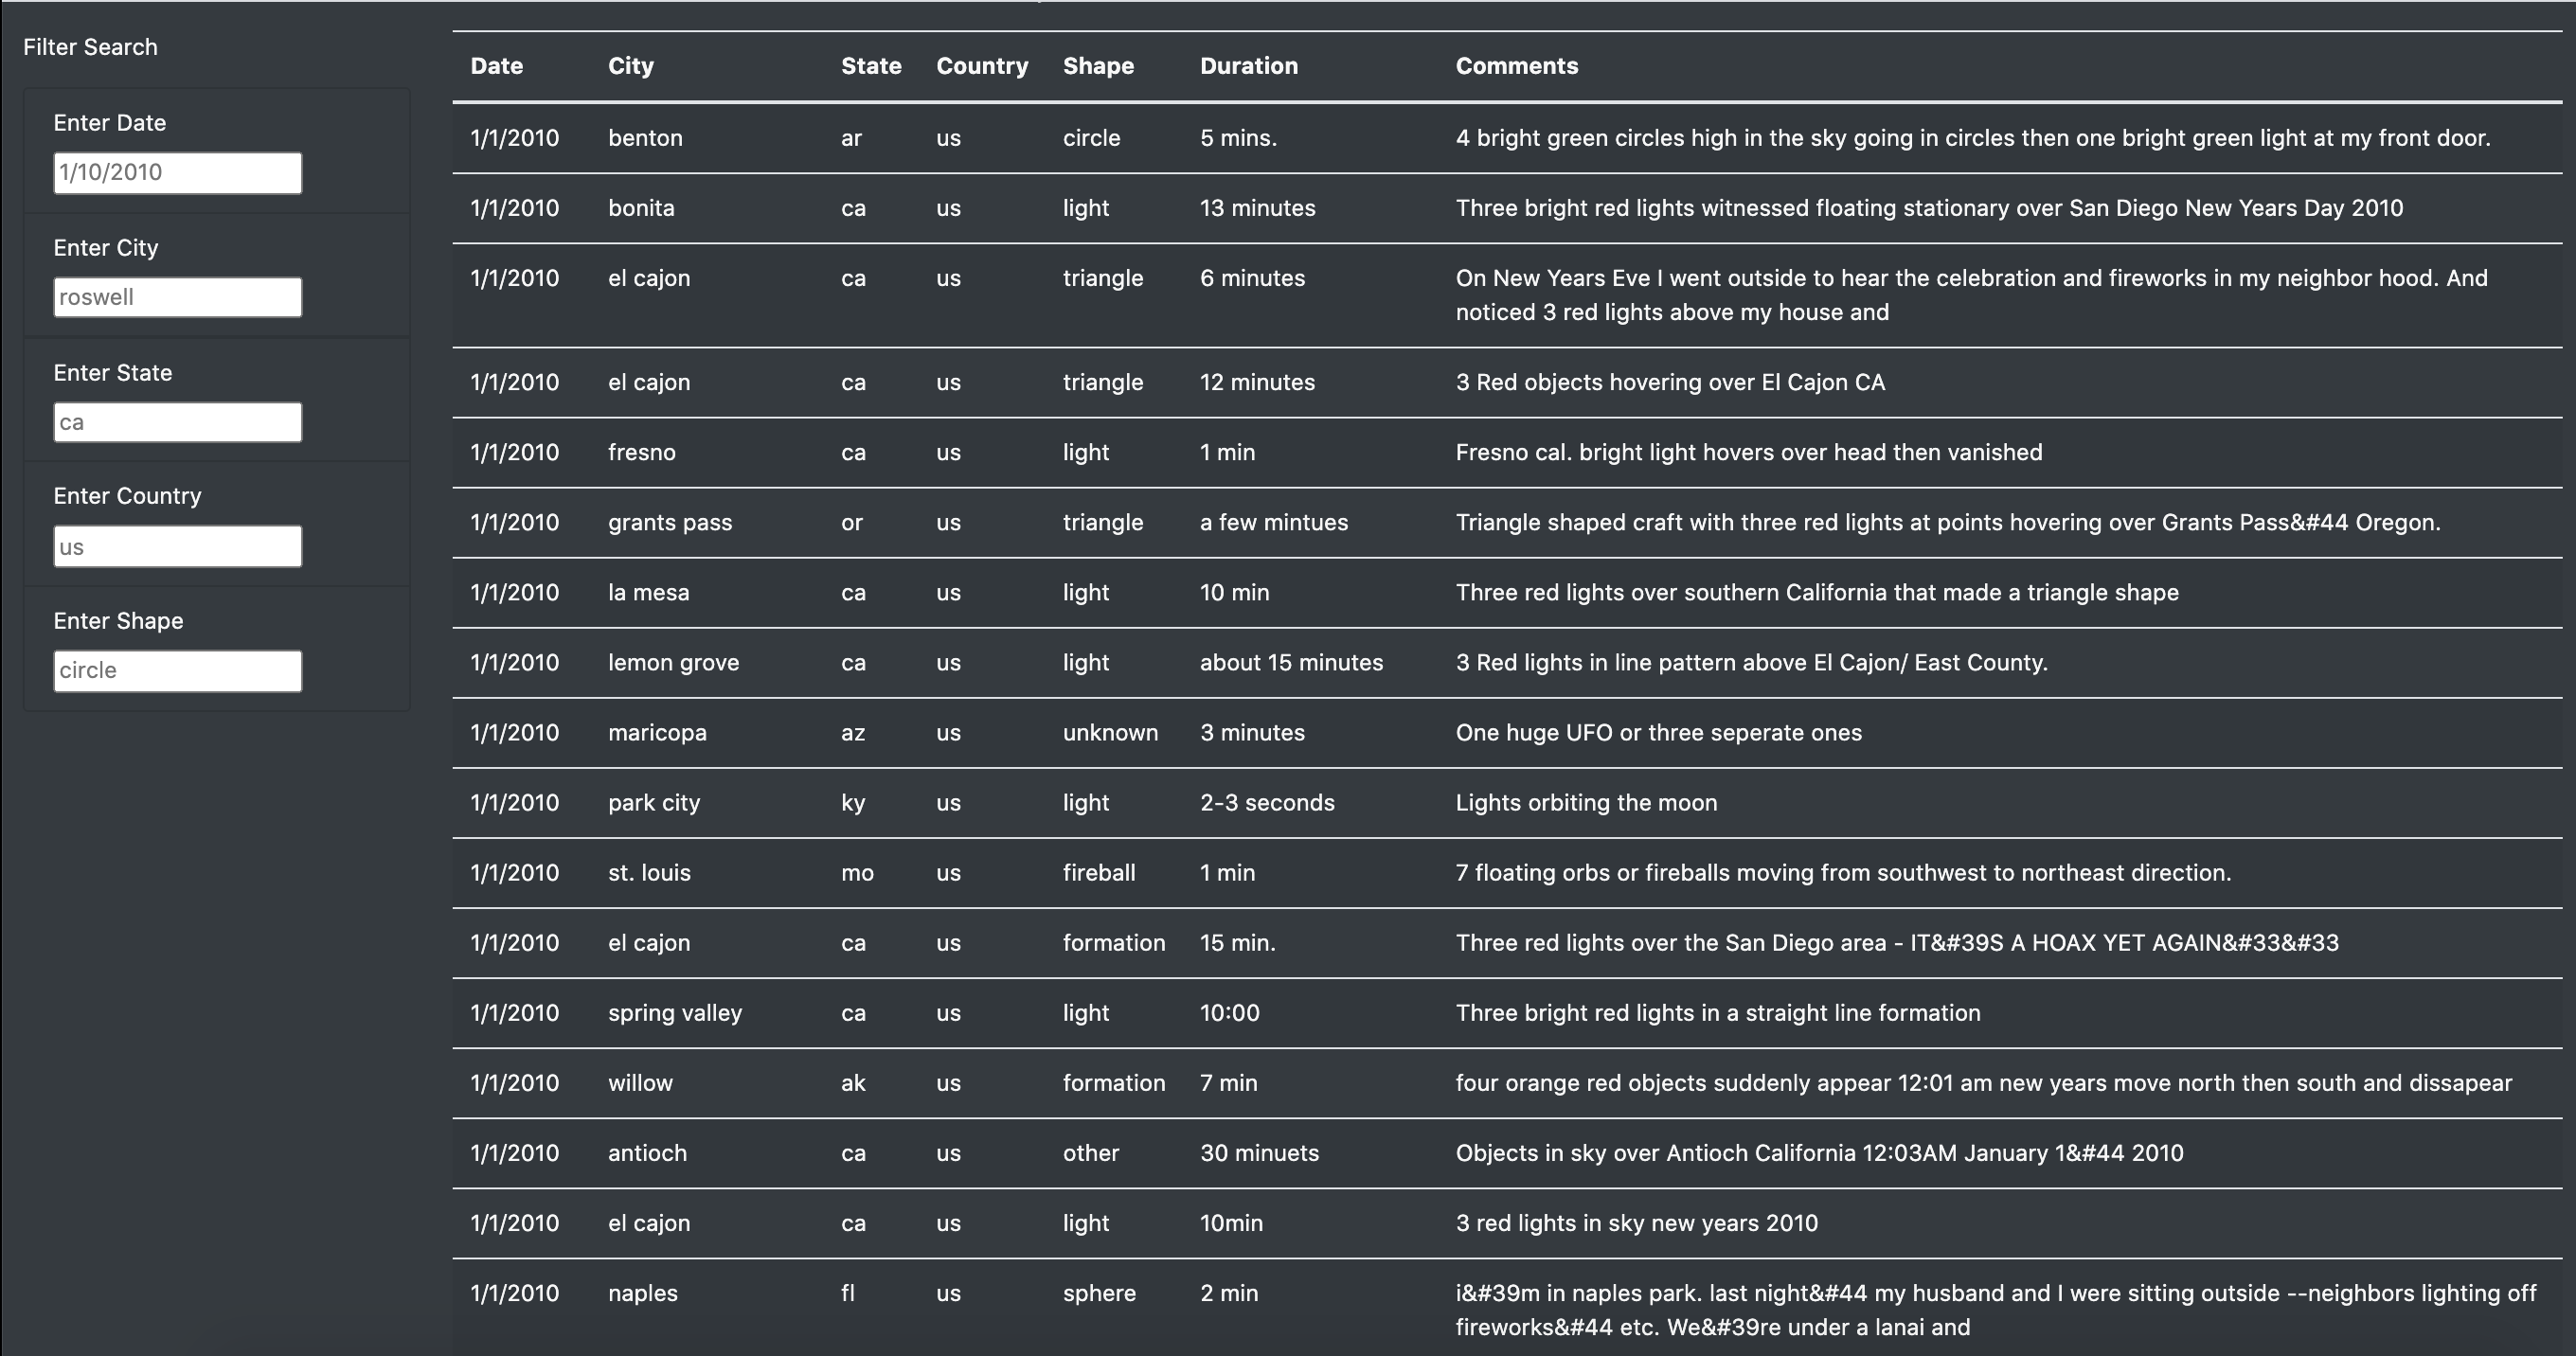 Filter Search
Enter Date
1/10/2010
Enter City
roswell
Enter State
ca
Enter Country
us
Enter Shape
circle
Date City State Country Shape Duration Comments
1/1/2010 benton ar us circle 5 mins. 4 bright green circles high in the sky going in circles then one bright green light at my front door.
1/1/2010 bonita ca us light 13 minutes Three bright red lights witnessed floating stationary over San Diego New Years Day 2010
1/1/2010 el cajon ca us triangle 6 minutes On New Years Eve I went outside to hear the celebration and fireworks in my neighbor hood. And
noticed 3 red lights above my house and
1/1/2010 el cajon ca us triangle 12 minutes 3 Red objects hovering over El Cajon CA
1/1/2010 fresno ca us light 1 min Fresno cal. bright light hovers over head then vanished
1/1/2010 grants pass or us triangle a few mintues Triangle shaped craft with three red lights at points hovering over Grants Pass&#44 Oregon.
1/1/2010 la mesa ca us light 10 min Three red lights over southern California that made a triangle shape
1/1/2010 lemon grove ca us light about 15 minutes 3 Red lights in line pattern above El Cajon/ East County.
1/1/2010 maricopa az us unknown 3 minutes One huge UFO or three seperate ones
1/1/2010 park city ky us light 2-3 seconds Lights orbiting the moon
1/1/2010 st. louis mo us fireball 1 min 7 floating orbs or fireballs moving from southwest to northeast direction.
1/1/2010 el cajon ca us formation 15 min. Three red lights over the San Diego area - IT&#39S A HOAX YET AGAIN&#33&#33
1/1/2010 spring valley ca us light 10:00 Three bright red lights in a straight line formation
1/1/2010 willow ak us formation 7 min four orange red objects suddenly appear 12:01 am new years move north then south and dissapear
1/1/2010 antioch ca us other 30 minuets Objects in sky over Antioch California 12:03AM January 1&#44 2010
1/1/2010 el cajon ca us light 10min 3 red lights in sky new years 2010
1/1/2010 naples fl us sphere 2 min i&#39m in naples park. last night&#44 my husband and I were sitting outside --neighbors lighting off
fireworks&#44 etc. We&#39re under a lanai and